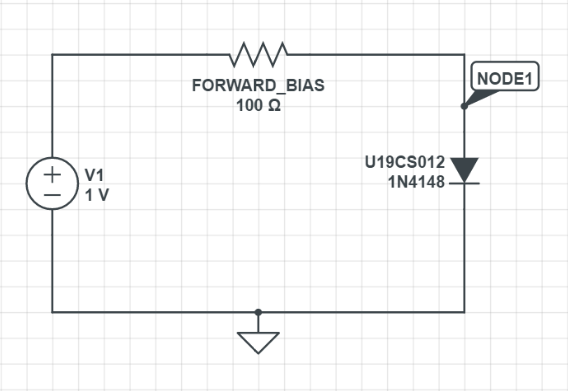 FORWARD_BIAS
100 Ω
NODE1
U19CS012
1N4148
V1
1 V